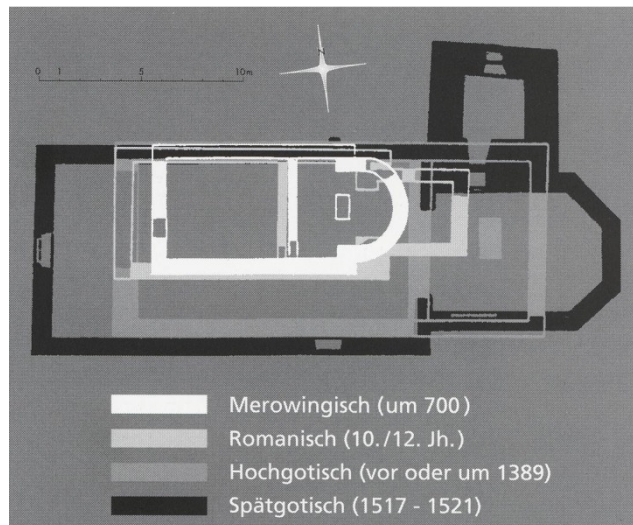 N
0 1 5 10m
Merowingisch (um 700)
Romanisch (10./12. Jh.)
Hochgotisch (vor oder um 1389)
Spätgotisch (1517 - 1521)